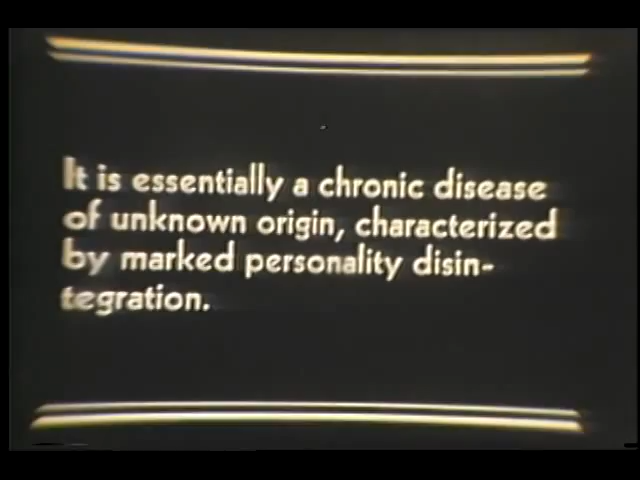 It is essentially a chronic disease
of unknown origin, characterized
by marked personality disin-
tegration.